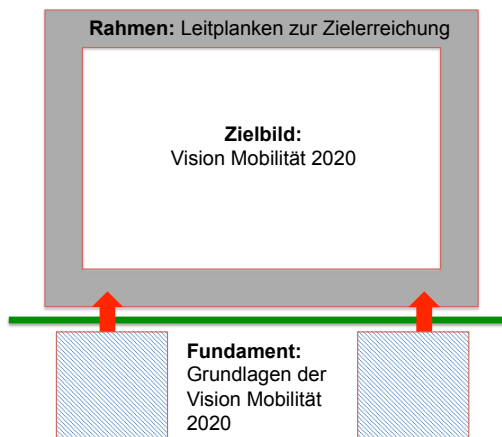 Rahmen: Leitplanken zur Zielerreichung
Zielbild:
Vision Mobilität 2020
Fundament:
Grundlagen der
Vision Mobilität
2020